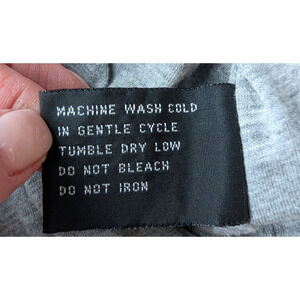 MACHINE WASH COLD
IN GENTLE CYCLE
TUMBLE DRY LOW
DO NOT BLEACH
DO NOT IRON